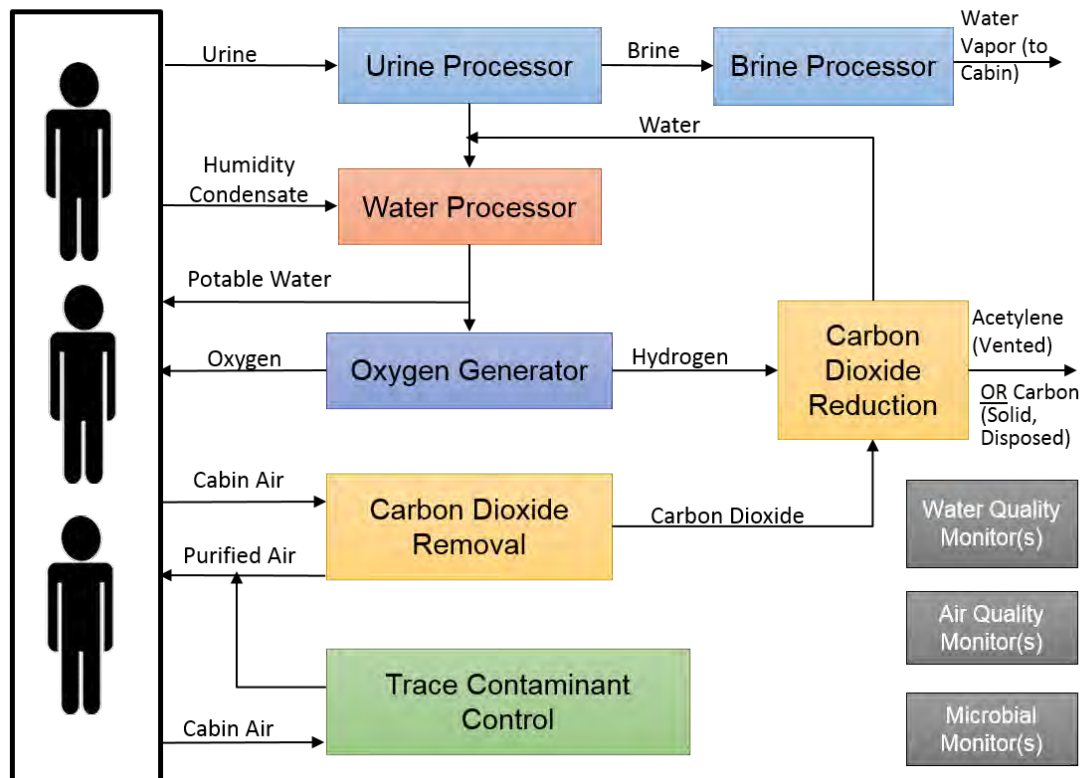 Urine
Urine Processor
Brine
Brine Processor
Water
Vapor (to
Cabin)
Water
Humidity
Condensate
Water Processor
Potable Water
Oxygen
Oxygen Generator
Hydrogen
Carbon
Dioxide
Reduction
Acetylene
(Vented)
OR Carbon
(Solid,
Disposed)
Cabin Air
Carbon Dioxide
Removal
Carbon Dioxide
Purified Air
Trace Contaminant
Control
Cabin Air
Water Quality
Monitor(s)
Air Quality
Monitor(s)
Microbial
Monitor(s)